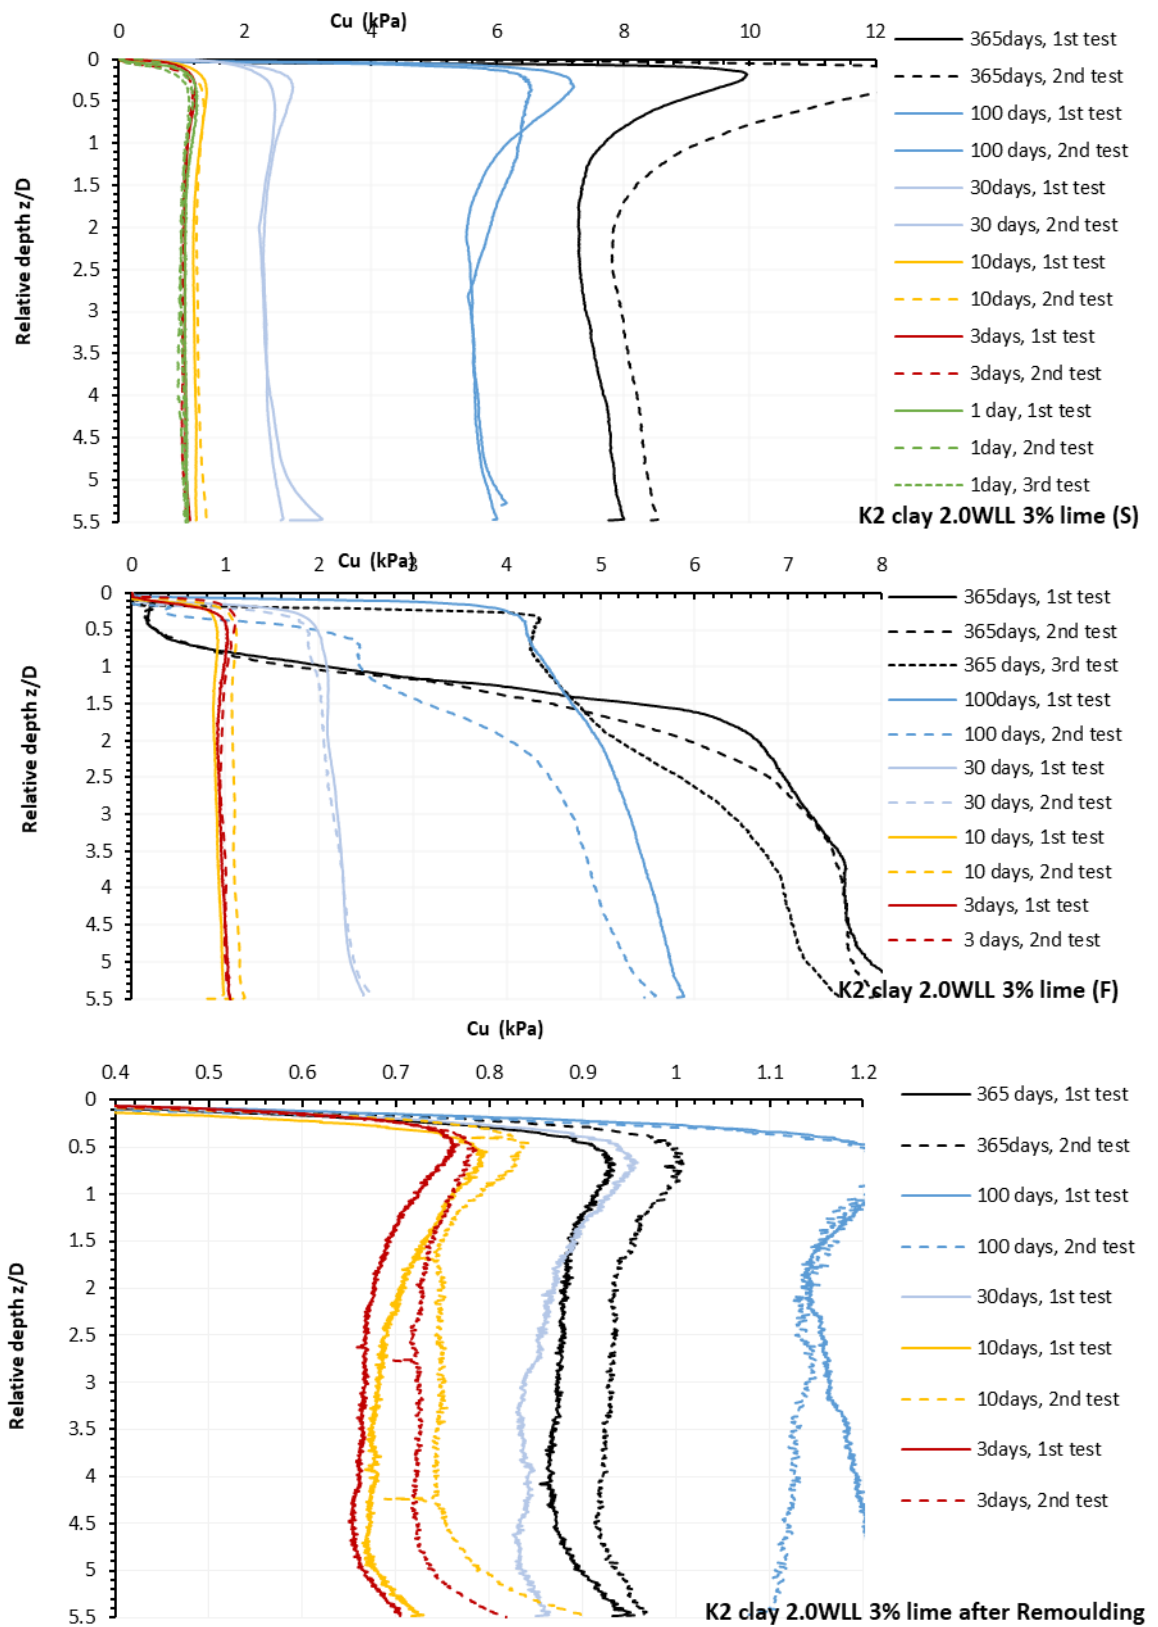 Cu (kPa)
0 2 4 6 8 10 12
Relative depth z/D
0
0.5
1
1.5
2
2.5
3
3.5
4
4.5
5
5.5
365days, 1st test
365days, 2nd test
100 days, 1st test
100 days, 2nd test
30days, 1st test
30 days, 2nd test
10days, 1st test
10days, 2nd test
3days, 1st test
3days, 2nd test
1 day, 1st test
1day, 2nd test
1day, 3rd test
K2 clay 2.0WLL 3% lime (S)
Cu (kPa)
0 1 2 3 4 5 6 7 8
Relative depth z/D
0
0.5
1
1.5
2
2.5
3
3.5
4
4.5
5
5.5
365days, 1st test
365days, 2nd test
365 days, 3rd test
100days, 1st test
100 days, 2nd test
30 days, 1st test
30 days, 2nd test
10 days, 1st test
10 days, 2nd test
3days, 1st test
3 days, 2nd test
K2 clay 2.0WLL 3% lime (F)
Cu (kPa)
0.4 0.5 0.6 0.7 0.8 0.9 1 1.1 1.2
Relative depth z/D
0
0.5
1
1.5
2
2.5
3
3.5
4
4.5
5
5.5
365 days, 1st test
365days, 2nd test
100 days, 1st test
100 days, 2nd test
30days, 1st test
10days, 1st test
10days, 2nd test
3days, 1st test
3days, 2nd test
K2 clay 2.0WLL 3% lime after Remoulding